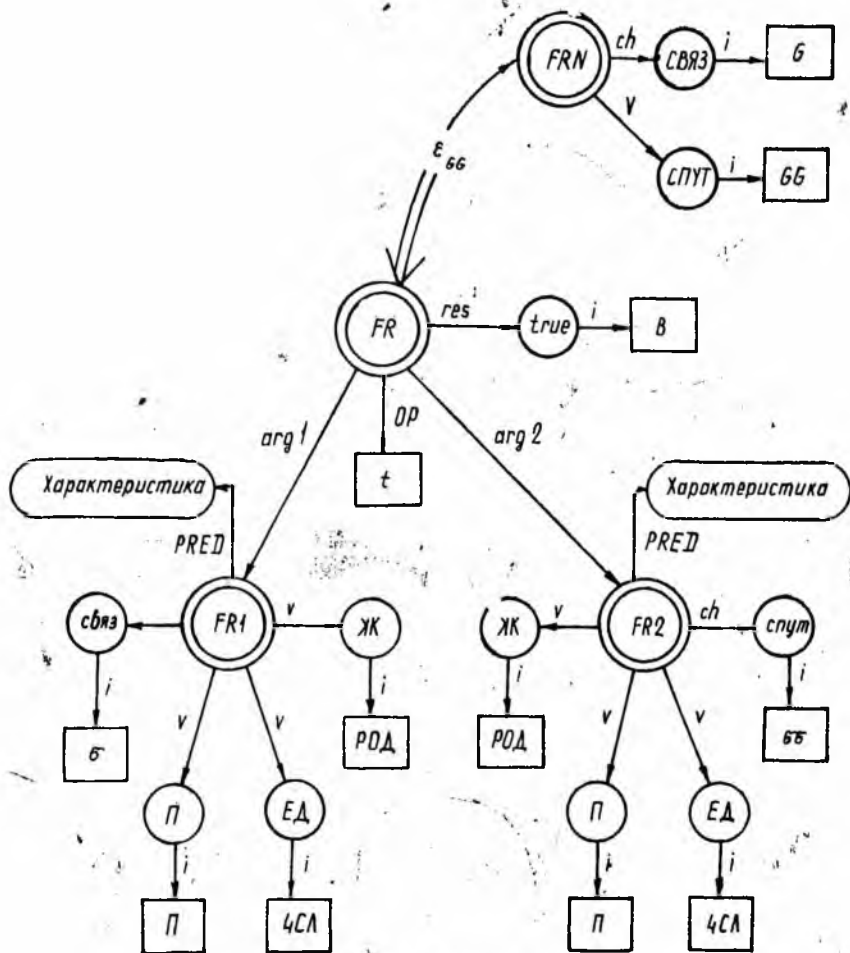 FRN
ch
СВЯЗ
i
G
V
СПУТ
i
GG
ε GG
FR
res
true
i
B
arg 1
OP
arg 2
t
Характеристика
Характеристика
PRED
PRED
связ
FR1
v
ЖК
ЖК
v
FR2
ch
спут
i
i
i
i
б
РОД
РОД
бб
v
v
v
v
П
ЕД
П
ЕД
i
i
i
i
П
ЧСЛ
П
ЧСЛ